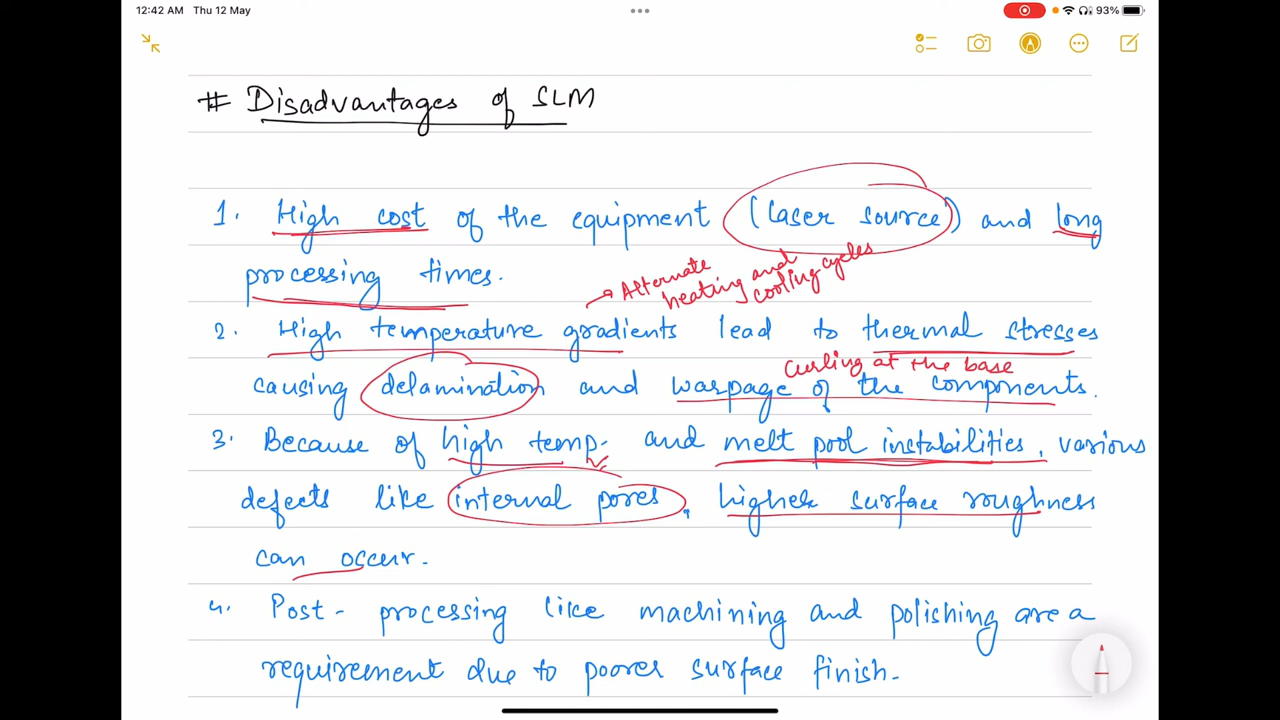 12:42 AM Thu 12 May
93%
# Disadvantages of SLM
1. High cost of the equipment (laser source) and long
processing times.
→ Alternate
heating and
cooling cycles
2. High temperature gradients lead to thermal stresses
curling at the base
causing delamination and warpage of the components.
3. Because of high temp. and melt pool instabilities, various
defects like internal pores, higher surface roughness
can occur.
4. Post-processing like machining and polishing are a
requirement due to poorer surface finish.